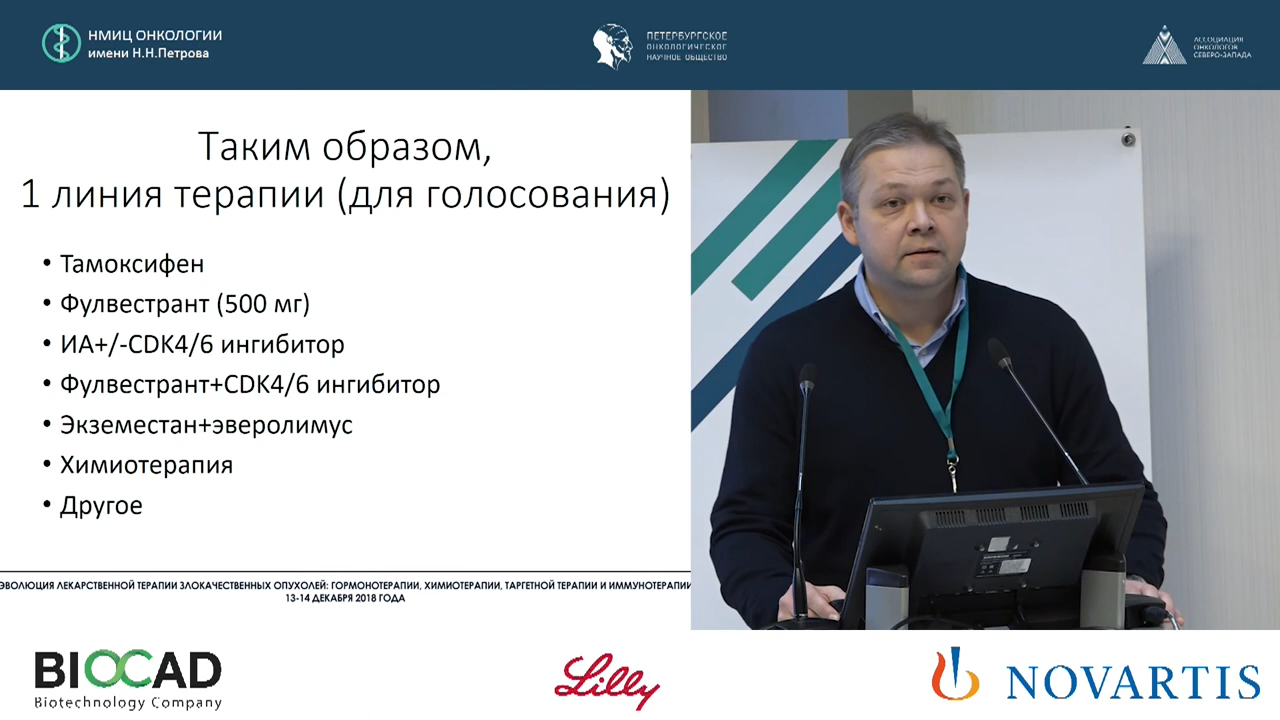 НМИЦ ОНКОЛОГИИ
имени Н.Н.Петрова
ПЕТЕРБУРГСКОЕ
ОНКОЛОГИЧЕСКОЕ
НАУЧНОЕ ОБЩЕСТВО
АССОЦИАЦИЯ
ОНКОЛОГОВ
СЕВЕРО-ЗАПАДА
Таким образом,
1 линия терапии (для голосования)
• Тамоксифен
• Фулвестрант (500 мг)
• ИА+/-CDK4/6 ингибитор
• Фулвестрант+CDK4/6 ингибитор
• Экземестан+эверолимус
• Химиотерапия
• Другое
ЭВОЛЮЦИЯ ЛЕКАРСТВЕННОЙ ТЕРАПИИ ЗЛОКАЧЕСТВЕННЫХ ОПУХОЛЕЙ: ГОРМОНОТЕРАПИИ, ХИМИОТЕРАПИИ, ТАРГЕТНОЙ ТЕРАПИИ И ИММУНОТЕРАПИИ
13-14 ДЕКАБРЯ 2018 ГОДА
BIOCAD
Biotechnology Company
Lilly
NOVARTIS